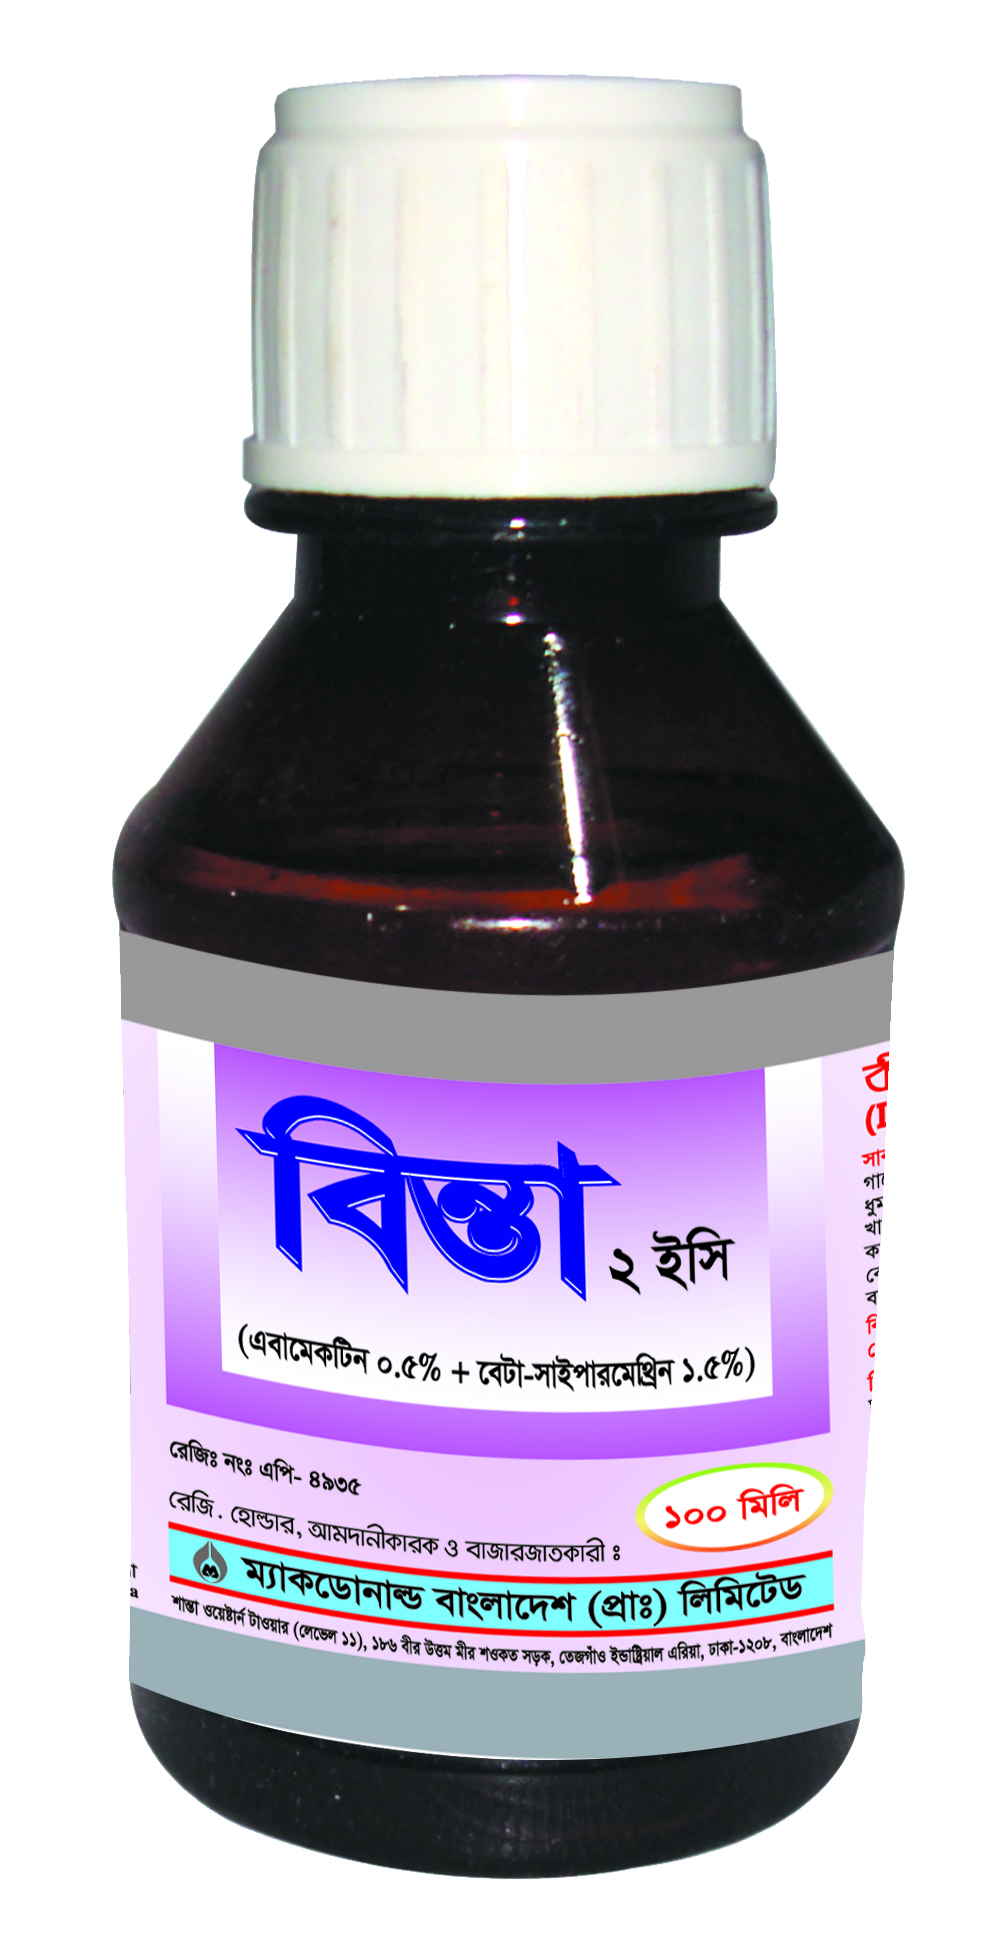 বিন্তা ২ ইসি
(এবামেকটিন ০.৫% + বেটা-সাইপারমেথ্রিন ১.৫%)
রেজিঃ নংঃ এপি- ৪৯৩৫
১০০ মিলি
রেজি. হোল্ডার, আমদানীকারক ও বাজারজাতকারী ঃ
ম্যাকডোনাল্ড বাংলাদেশ (প্রাঃ) লিমিটেড
শান্তা ওয়েষ্টার্ন টাওয়ার (লেভেল ১১), ১৮৬ বীর উত্তম মীর শওকত সড়ক, তেজগাঁও ইন্ডাষ্ট্রিয়াল এরিয়া, ঢাকা-১২০৮, বাংলাদেশ